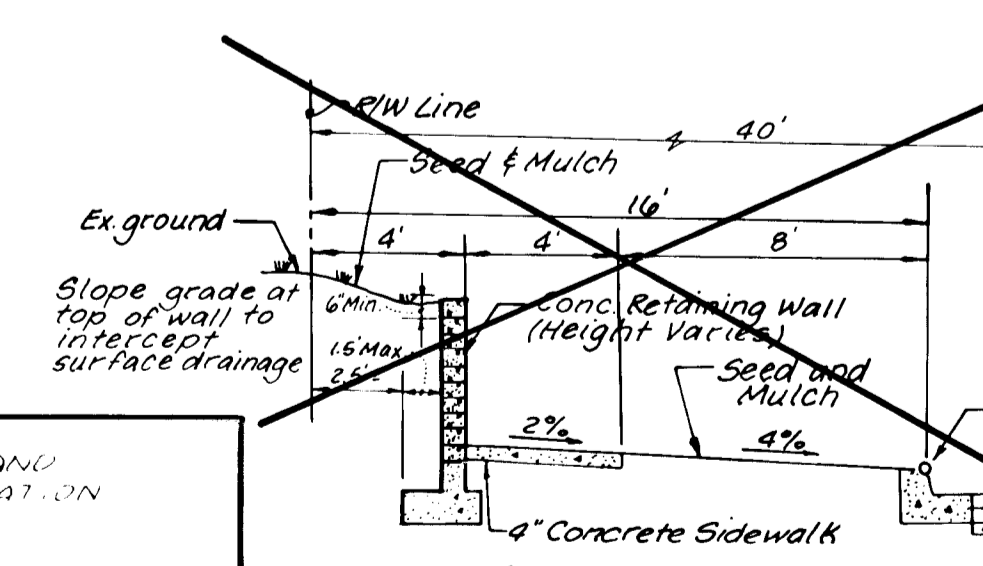 R/W Line
40'
Seed & Mulch
16'
Ex. ground
4'
4'
8'
Slope grade at
top of wall to
intercept
surface drainage
6" Min.
Conc. Retaining Wall
(Height Varies)
1.5' Max
2.5'±
Seed and
Mulch
2%
4%
4" Concrete Sidewalk